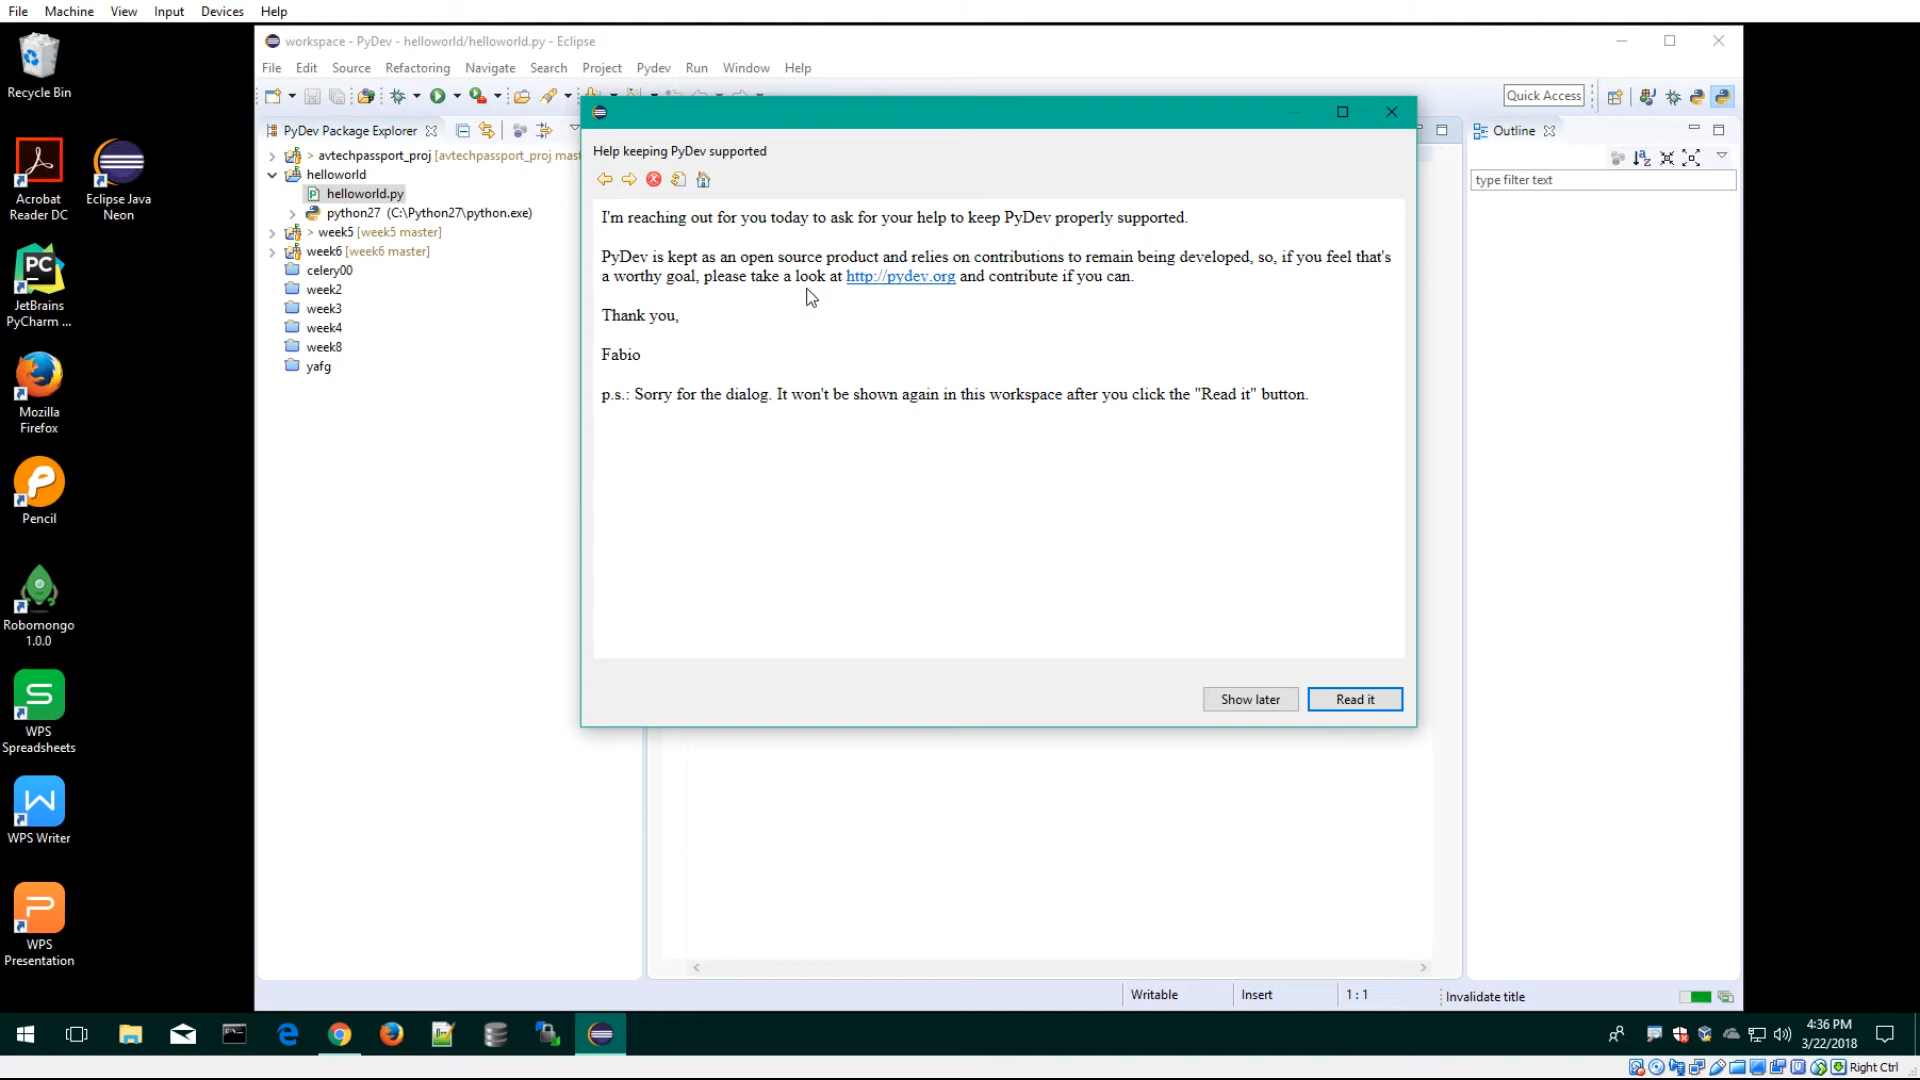 File Machine View Input Devices Help
workspace - PyDev - helloworld/helloworld.py - Eclipse
File Edit Source Refactoring Navigate Search Project Pydev Run Window Help
Quick Access
PyDev Package Explorer
> avtechpassport_proj [avtechpassport_proj mast
helloworld
helloworld.py
python27 (C:\Python27\python.exe)
> week5 [week5 master]
week6 [week6 master]
celery00
week2
week3
week4
week8
yafg
Help keeping PyDev supported
I'm reaching out for you today to ask for your help to keep PyDev properly supported.
PyDev is kept as an open source product and relies on contributions to remain being developed, so, if you feel that's
a worthy goal, please take a look at http://pydev.org and contribute if you can.
Thank you,
Fabio
p.s.: Sorry for the dialog. It won't be shown again in this workspace after you click the "Read it" button.
Show later
Read it
Outline
type filter text
Recycle Bin
Acrobat
Reader DC
Eclipse Java
Neon
JetBrains
PyCharm ...
Mozilla
Firefox
Pencil
Robomongo
1.0.0
WPS
Spreadsheets
WPS Writer
WPS
Presentation
Writable
Insert
1 : 1
Invalidate title
4:36 PM
3/22/2018
Right Ctrl